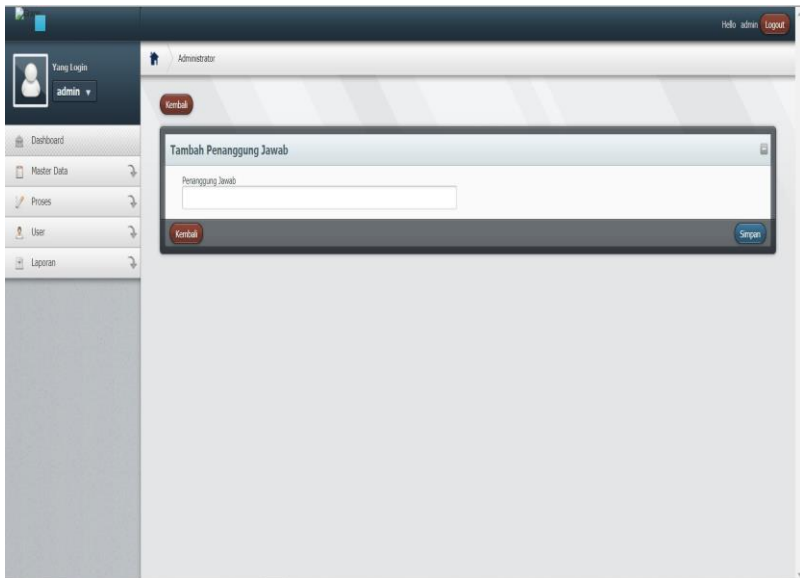 Hello admin Logout
Yang Login
admin
Administrator
Kembali
Dashboard
Master Data
Proses
User
Laporan
Tambah Penanggung Jawab
Penanggung Jawab
Kembali
Simpan